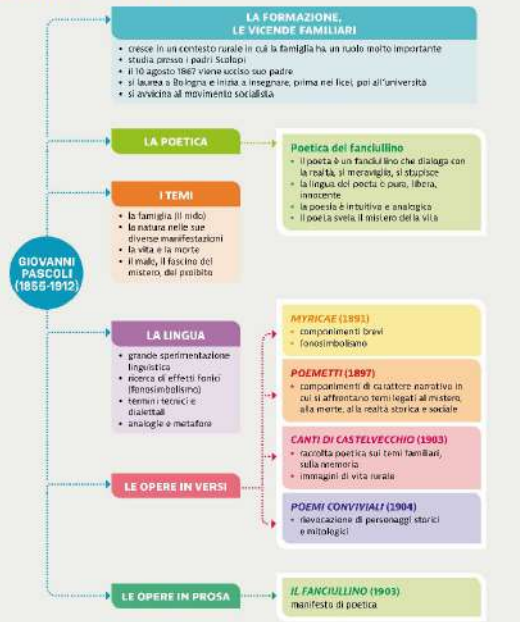 LA FORMAZIONE,
LE VICENDE FAMILIARI
• cresce in un contesto rurale in cui la famiglia ha un ruolo molto importante
• studia presso i padri Scolopi
• il 10 agosto 1867 viene ucciso suo padre
• si laurea a Bologna e inizia a insegnare, prima nei licei, poi all'università
• si avvicina al movimento socialista
LA POETICA
Poetica del fanciullino
• il poeta è un fanciullino che dialoga con
la realtà, si meraviglia, si stupisce
• la lingua del poeta è pura, libera,
innocente
• la poesia è intuitiva e analogica
• il poeta svela il mistero della vita
I TEMI
• la famiglia (il nido)
• la natura nelle sue
diverse manifestazioni
• la vita e la morte
• il male, il fascino del
mistero, del proibito
GIOVANNI
PASCOLI
(1855-1912)
LA LINGUA
• grande sperimentazione
linguistica
• ricerca di effetti fonici
(fonosimbolismo)
• termini tecnici e
dialettali
• analogie e metafore
LE OPERE IN VERSI
MYRICAE (1891)
• componimenti brevi
• fonosimbolismo
POEMETTI (1897)
• componimenti di carattere narrativo in
cui si affrontano temi legati al mistero,
alla morte, alla realtà storica e sociale
CANTI DI CASTELVECCHIO (1903)
• raccolta poetica sui temi familiari,
sulla memoria
• immagini di vita rurale
POEMI CONVIVIALI (1904)
• rievocazione di personaggi storici
e mitologici
LE OPERE IN PROSA
IL FANCIULLINO (1903)
manifesto di poetica